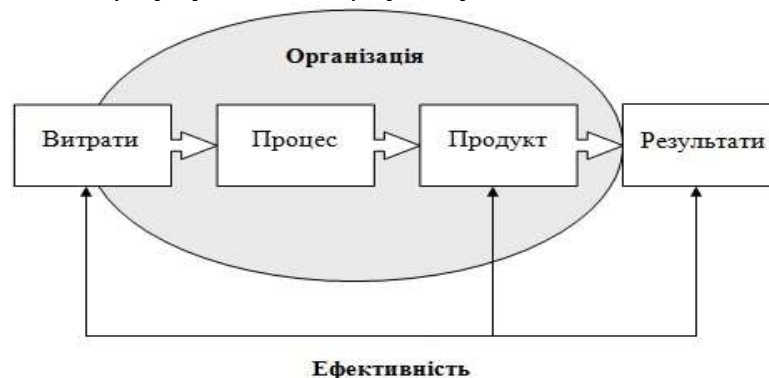 Організація
Витрати
Процес
Продукт
Результати
Ефективність